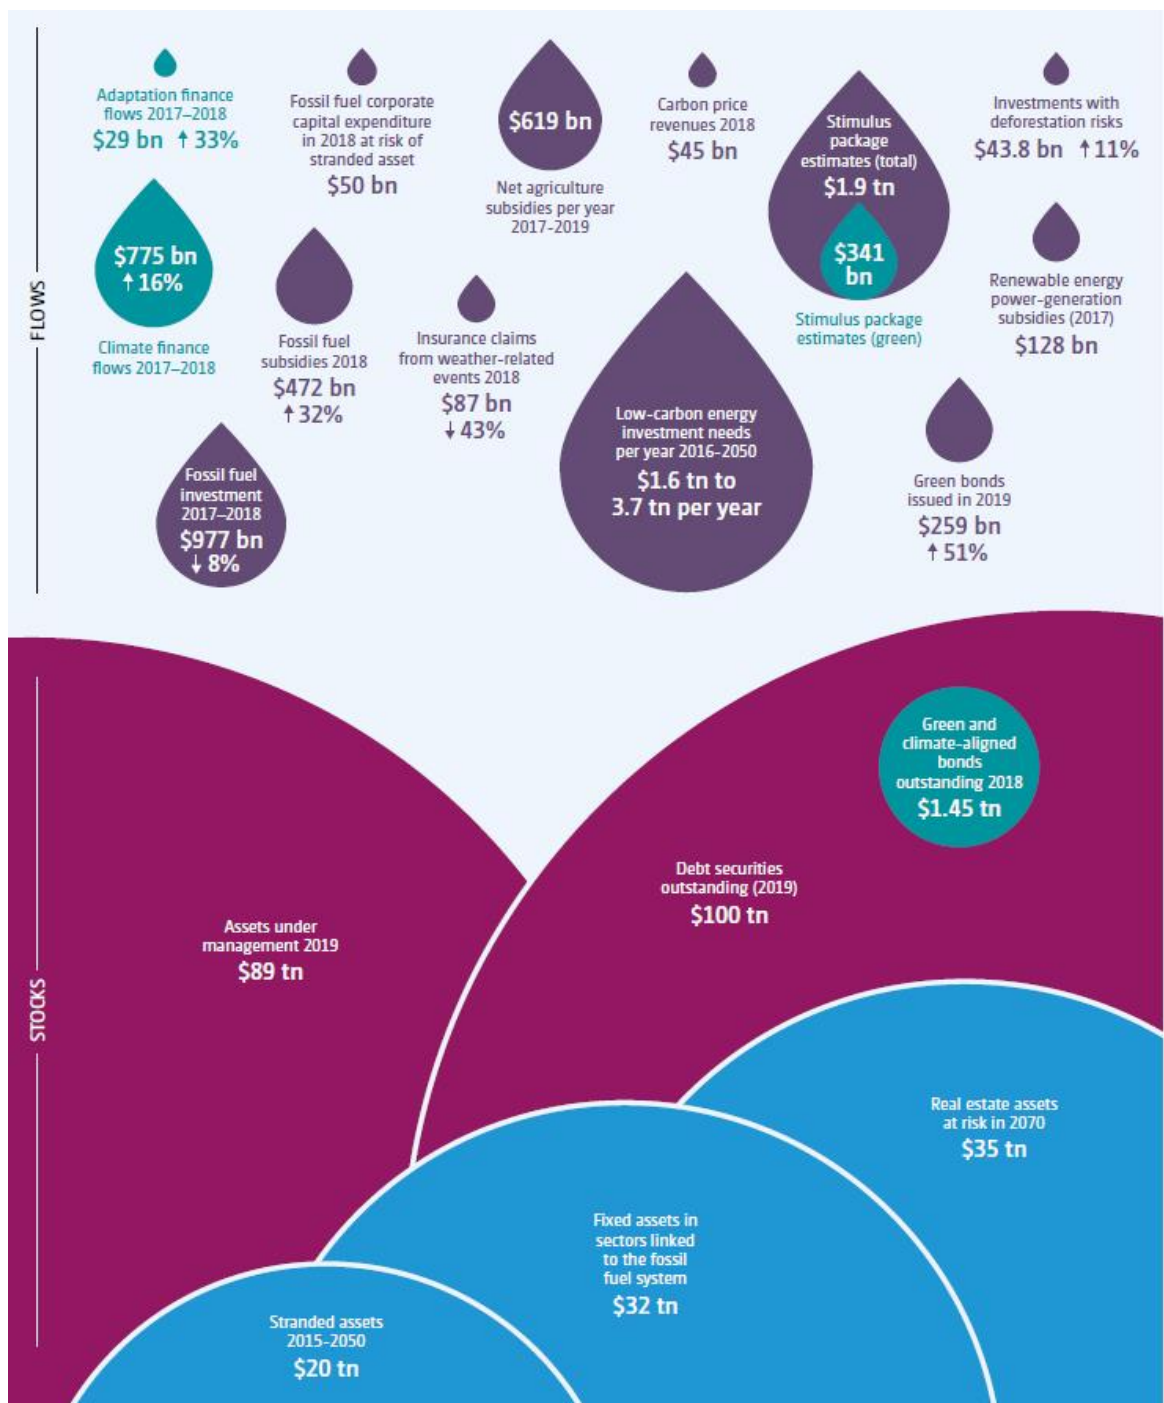 FLOWS
Adaptation finance
flows 2017–2018
$29 bn ↑ 33%
Fossil fuel corporate
capital expenditure
in 2018 at risk of
stranded asset
$50 bn
$619 bn
Net agriculture
subsidies per year
2017-2019
Carbon price
revenues 2018
$45 bn
Stimulus
package
estimates (total)
$1.9 tn
$341
bn
Stimulus package
estimates (green)
Investments with
deforestation risks
$43.8 bn ↑ 11%
$775 bn
↑ 16%
Climate finance
flows 2017–2018
Fossil fuel
subsidies 2018
$472 bn
↑ 32%
Insurance claims
from weather-related
events 2018
$87 bn
↓ 43%
Renewable energy
power-generation
subsidies (2017)
$128 bn
Low-carbon energy
investment needs
per year 2016-2050
$1.6 tn to
3.7 tn per year
Fossil fuel
investment
2017–2018
$977 bn
↓ 8%
Green bonds
issued in 2019
$259 bn
↑ 51%
STOCKS
Green and
climate-aligned
bonds
outstanding 2018
$1.45 tn
Debt securities
outstanding (2019)
$100 tn
Assets under
management 2019
$89 tn
Real estate assets
at risk in 2070
$35 tn
Fixed assets in
sectors linked
to the fossil
fuel system
$32 tn
Stranded assets
2015-2050
$20 tn